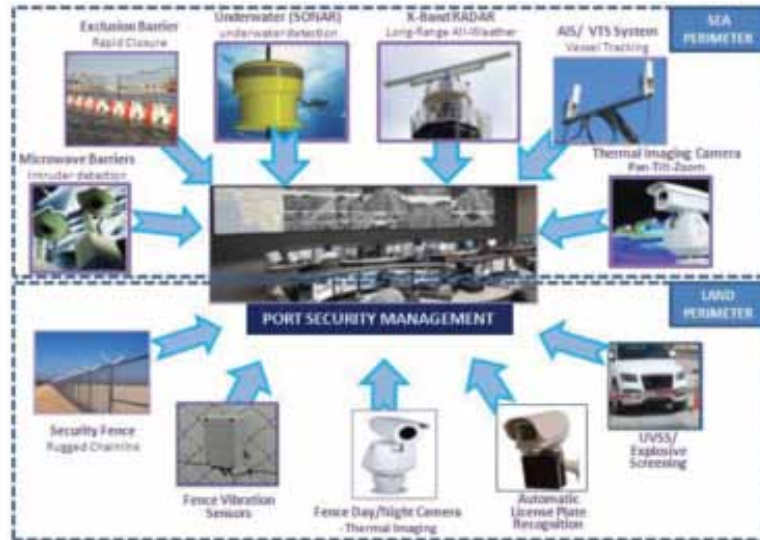 Exclusion Barrier
Rapid Closure
Underwater (SONAR)
underwater detection
X-Band RADAR
Long-Range All-Weather
AIS/ VTS System
Vessel Tracking
SEA
PERIMETER
Microwave Barriers
Intruder detection
Thermal Imaging Camera
Pan-Tilt-Zoom
PORT SECURITY MANAGEMENT
LAND
PERIMETER
Security Fence
Rugged Chainlink
Fence Vibration
Sensors
Fence Day/Night Camera
-Thermal Imaging
Automatic
License Plate
Recognition
UVSS/
Explosive
Screening